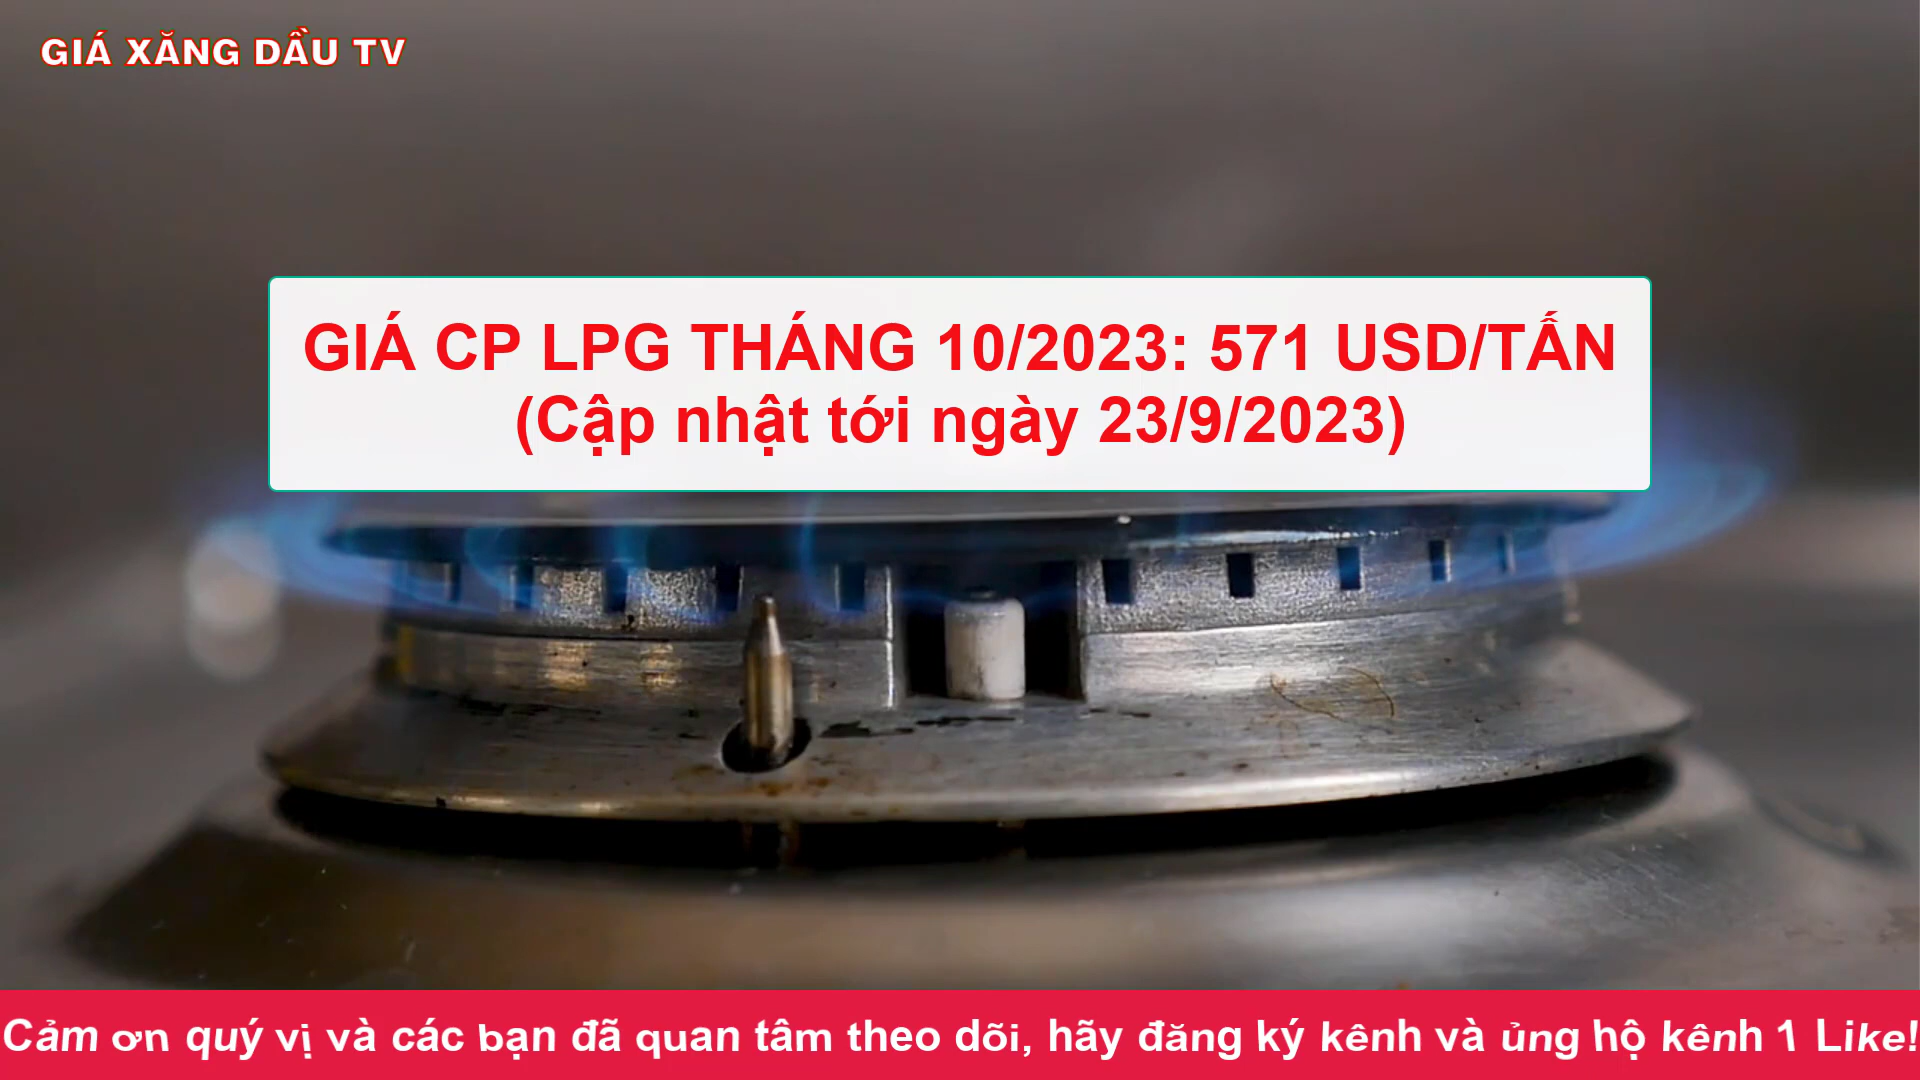 GIÁ XĂNG DẦU TV
GIÁ CP LPG THÁNG 10/2023: 571 USD/TẤN
(Cập nhật tới ngày 23/9/2023)
Cảm ơn quý vị và các bạn đã quan tâm theo dõi, hãy đăng ký kênh và ủng hộ kênh 1 Like!